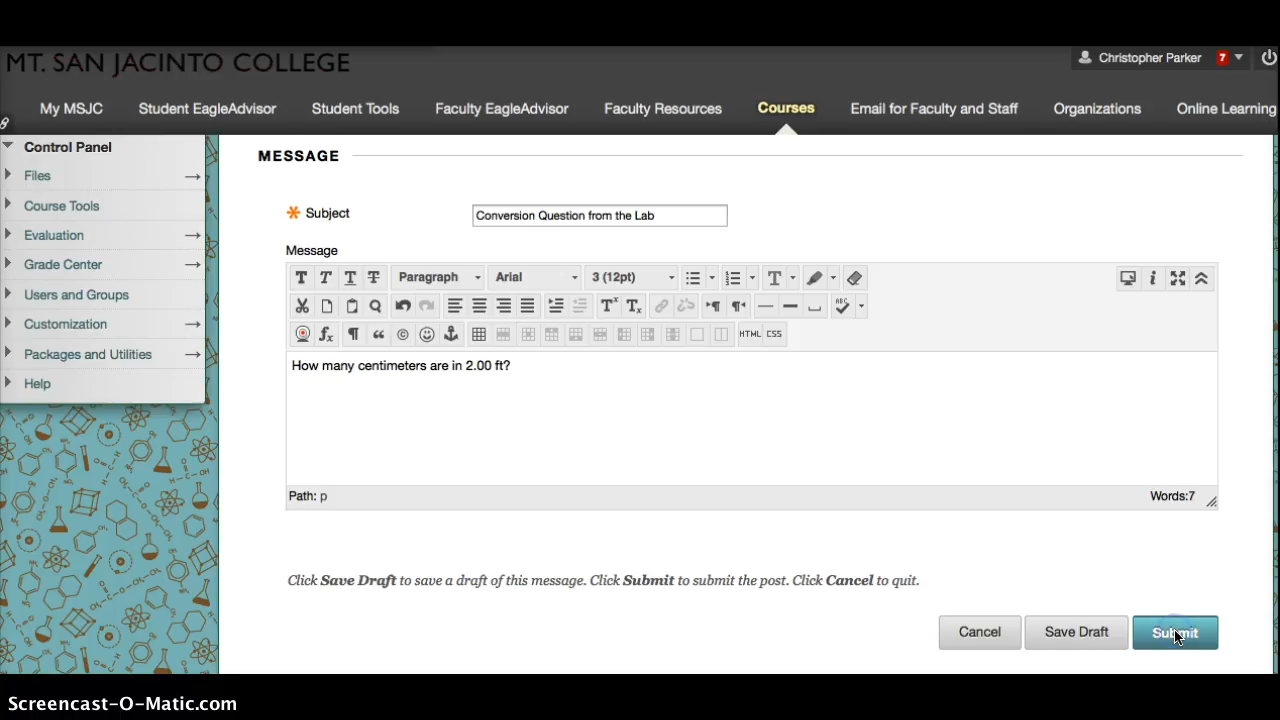 MT. SAN JACINTO COLLEGE
Christopher Parker 7
My MSJC Student EagleAdvisor Student Tools Faculty EagleAdvisor Faculty Resources Courses Email for Faculty and Staff Organizations Online Learning
Control Panel
Files
Course Tools
Evaluation
Grade Center
Users and Groups
Customization
Packages and Utilities
Help
MESSAGE
Subject Conversion Question from the Lab
Message
T T T T Paragraph Arial 3 (12pt) T
Tx Tx ABC
fx HTML CSS
How many centimeters are in 2.00 ft?
Path: p Words:7
Click Save Draft to save a draft of this message. Click Submit to submit the post. Click Cancel to quit.
Cancel Save Draft Submit
Screencast-O-Matic.com